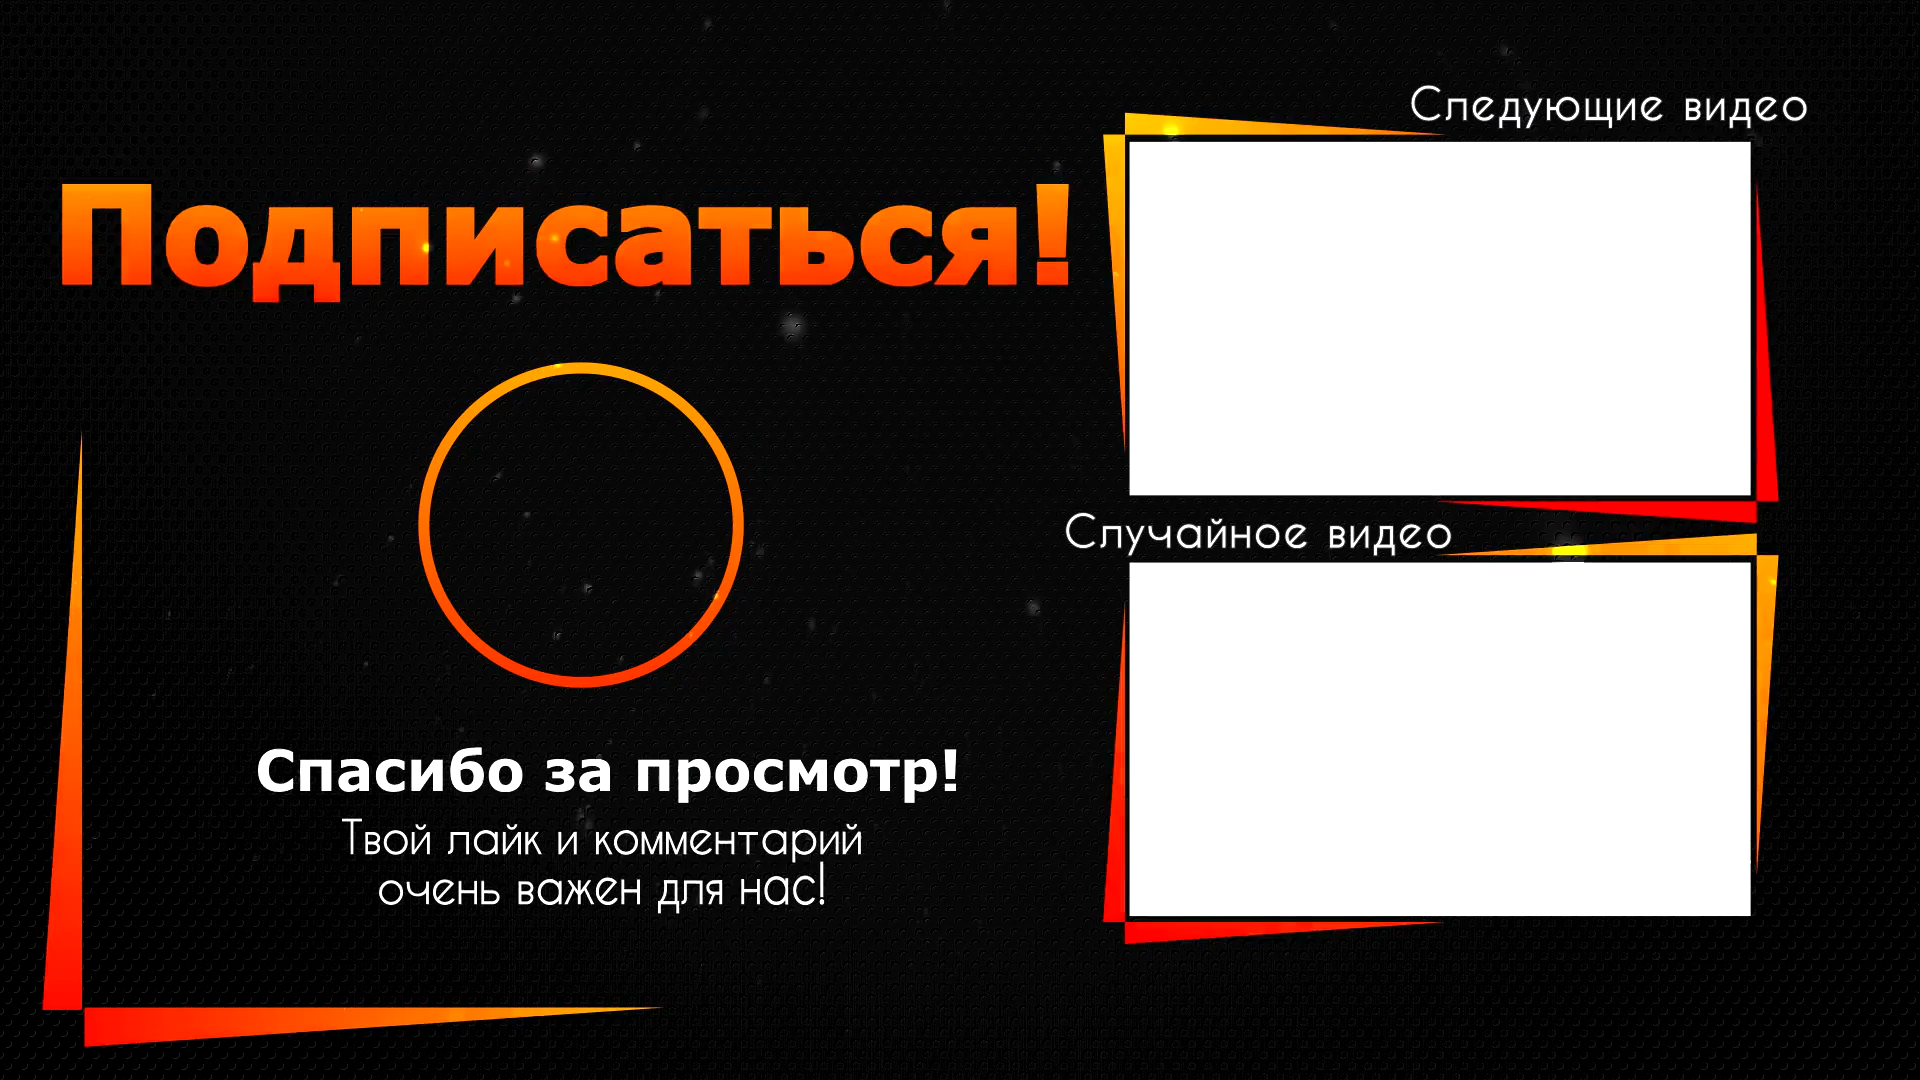 Подписаться!
Спасибо за просмотр!
Твой лайк и комментарий
очень важен для нас!
Следующие видео
Случайное видео